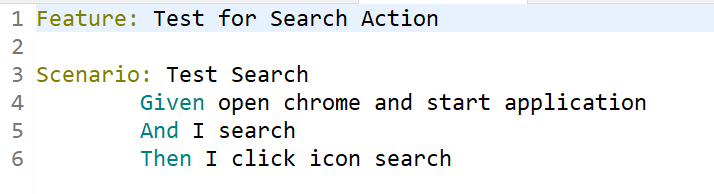 1 Feature: Test for Search Action
2
3 Scenario: Test Search
4 Given open chrome and start application
5 And I search
6 Then I click icon search